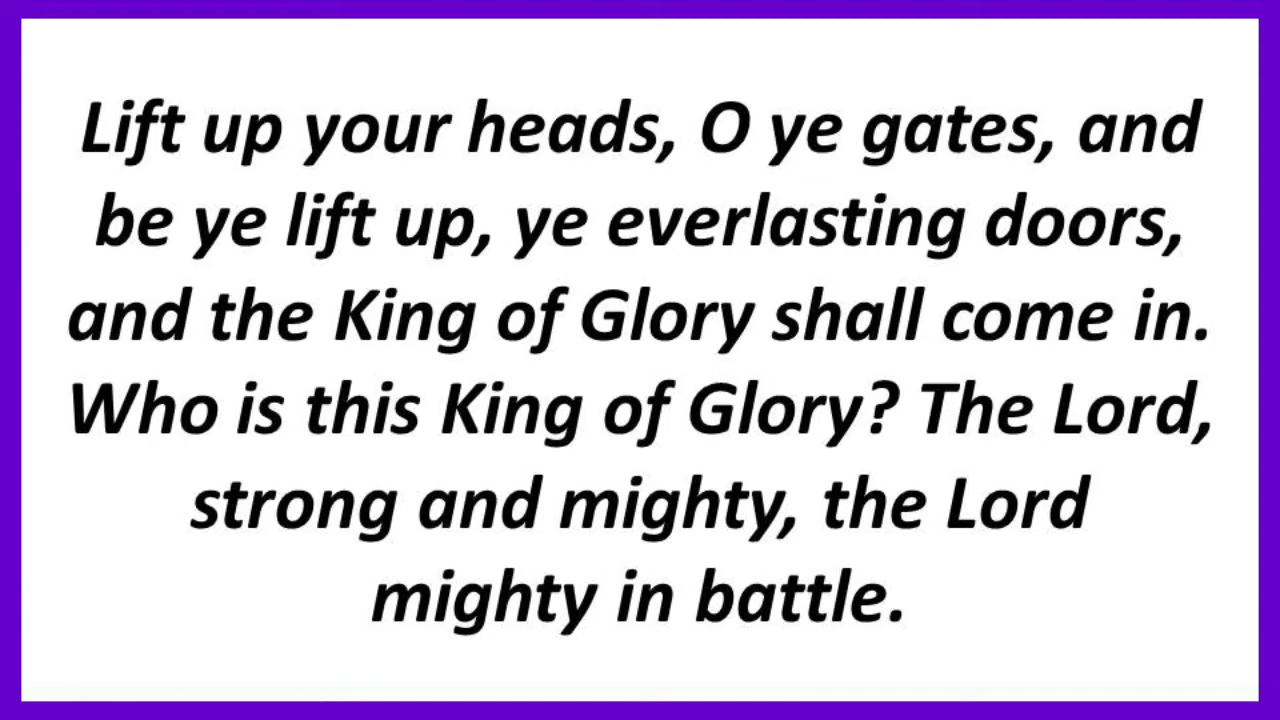 Lift up your heads, O ye gates, and
be ye lift up, ye everlasting doors,
and the King of Glory shall come in.
Who is this King of Glory? The Lord,
strong and mighty, the Lord
mighty in battle.